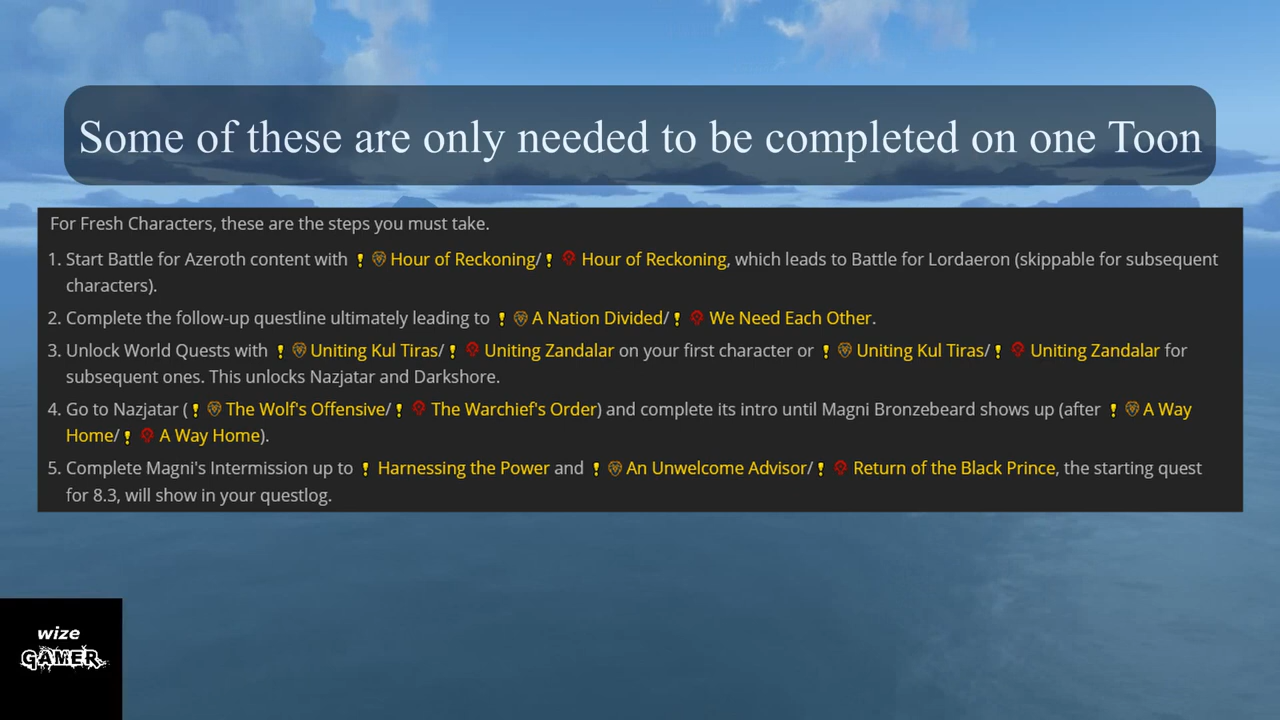 Some of these are only needed to be completed on one Toon
For Fresh Characters, these are the steps you must take.
1. Start Battle for Azeroth content with ! Hour of Reckoning/ ! Hour of Reckoning, which leads to Battle for Lordaeron (skippable for subsequent
characters).
2. Complete the follow-up questline ultimately leading to ! A Nation Divided/ ! We Need Each Other.
3. Unlock World Quests with ! Uniting Kul Tiras/ ! Uniting Zandalar on your first character or ! Uniting Kul Tiras/ ! Uniting Zandalar for
subsequent ones. This unlocks Nazjatar and Darkshore.
4. Go to Nazjatar ( ! The Wolf's Offensive/ ! The Warchief's Order) and complete its intro until Magni Bronzebeard shows up (after ! A Way
Home/ ! A Way Home).
5. Complete Magni's Intermission up to ! Harnessing the Power and ! An Unwelcome Advisor/ ! Return of the Black Prince, the starting quest
for 8.3, will show in your questlog.
wize
GAMER